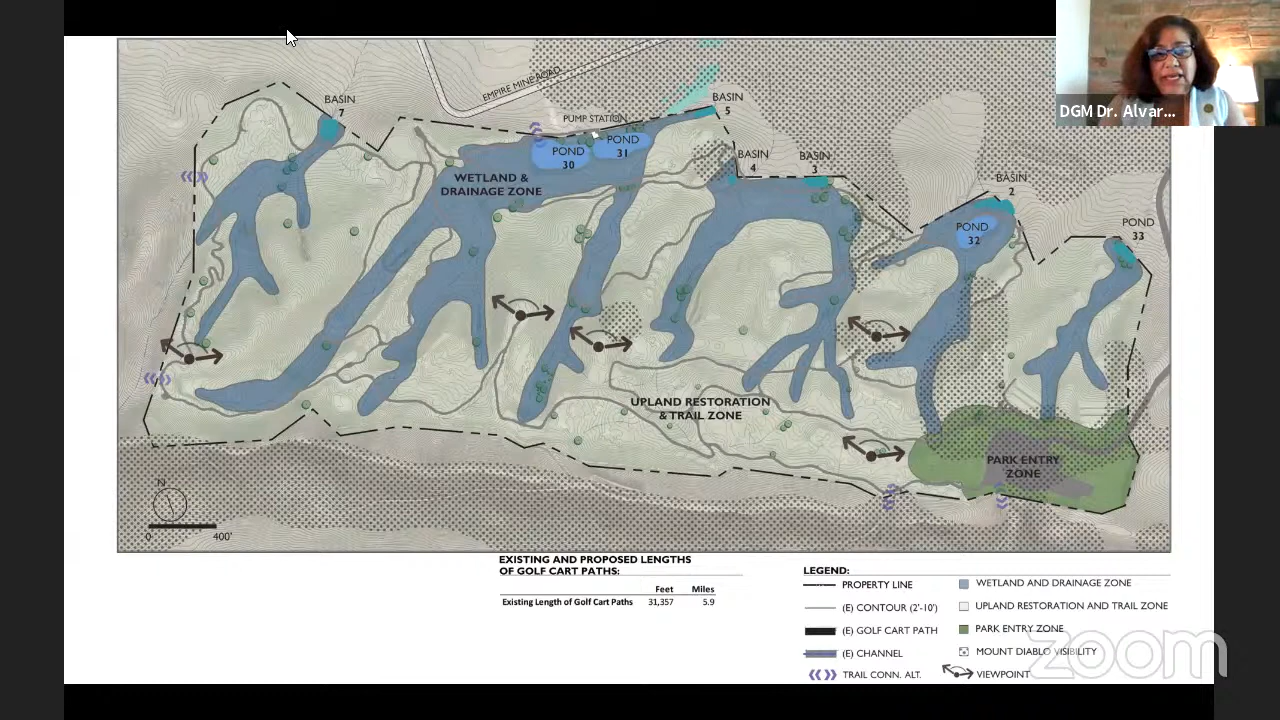 DGM Dr. Alvar...
EMPIRE MINE ROAD
BASIN
7
PUMP STATION
BASIN
5
POND
30
POND
31
BASIN
4
BASIN
3
BASIN
2
WETLAND &
DRAINAGE ZONE
POND
32
POND
33
UPLAND RESTORATION
& TRAIL ZONE
PARK ENTRY
ZONE
N
0 400'
EXISTING AND PROPOSED LENGTHS
OF GOLF CART PATHS:
Feet Miles
Existing Length of Golf Cart Paths 31,357 5.9
LEGEND:
PROPERTY LINE
(E) CONTOUR (2'-10')
(E) GOLF CART PATH
(E) CHANNEL
TRAIL CONN. ALT.
WETLAND AND DRAINAGE ZONE
UPLAND RESTORATION AND TRAIL ZONE
PARK ENTRY ZONE
MOUNT DIABLO VISIBILITY
VIEWPOINT
zoom